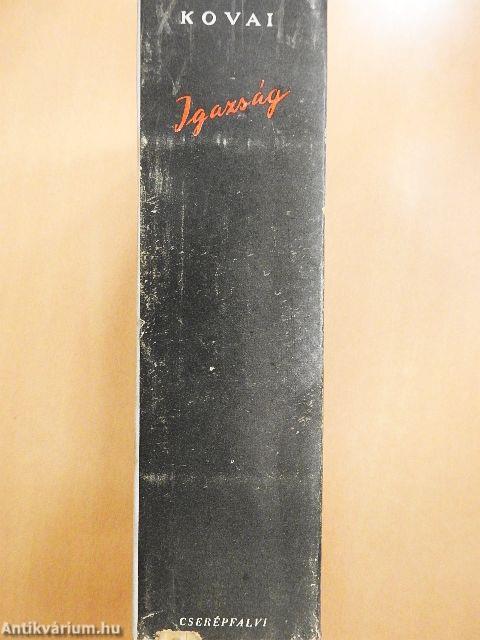 KOVAI
Igazság
CSERÉPFALVI
Antikvárium.hu